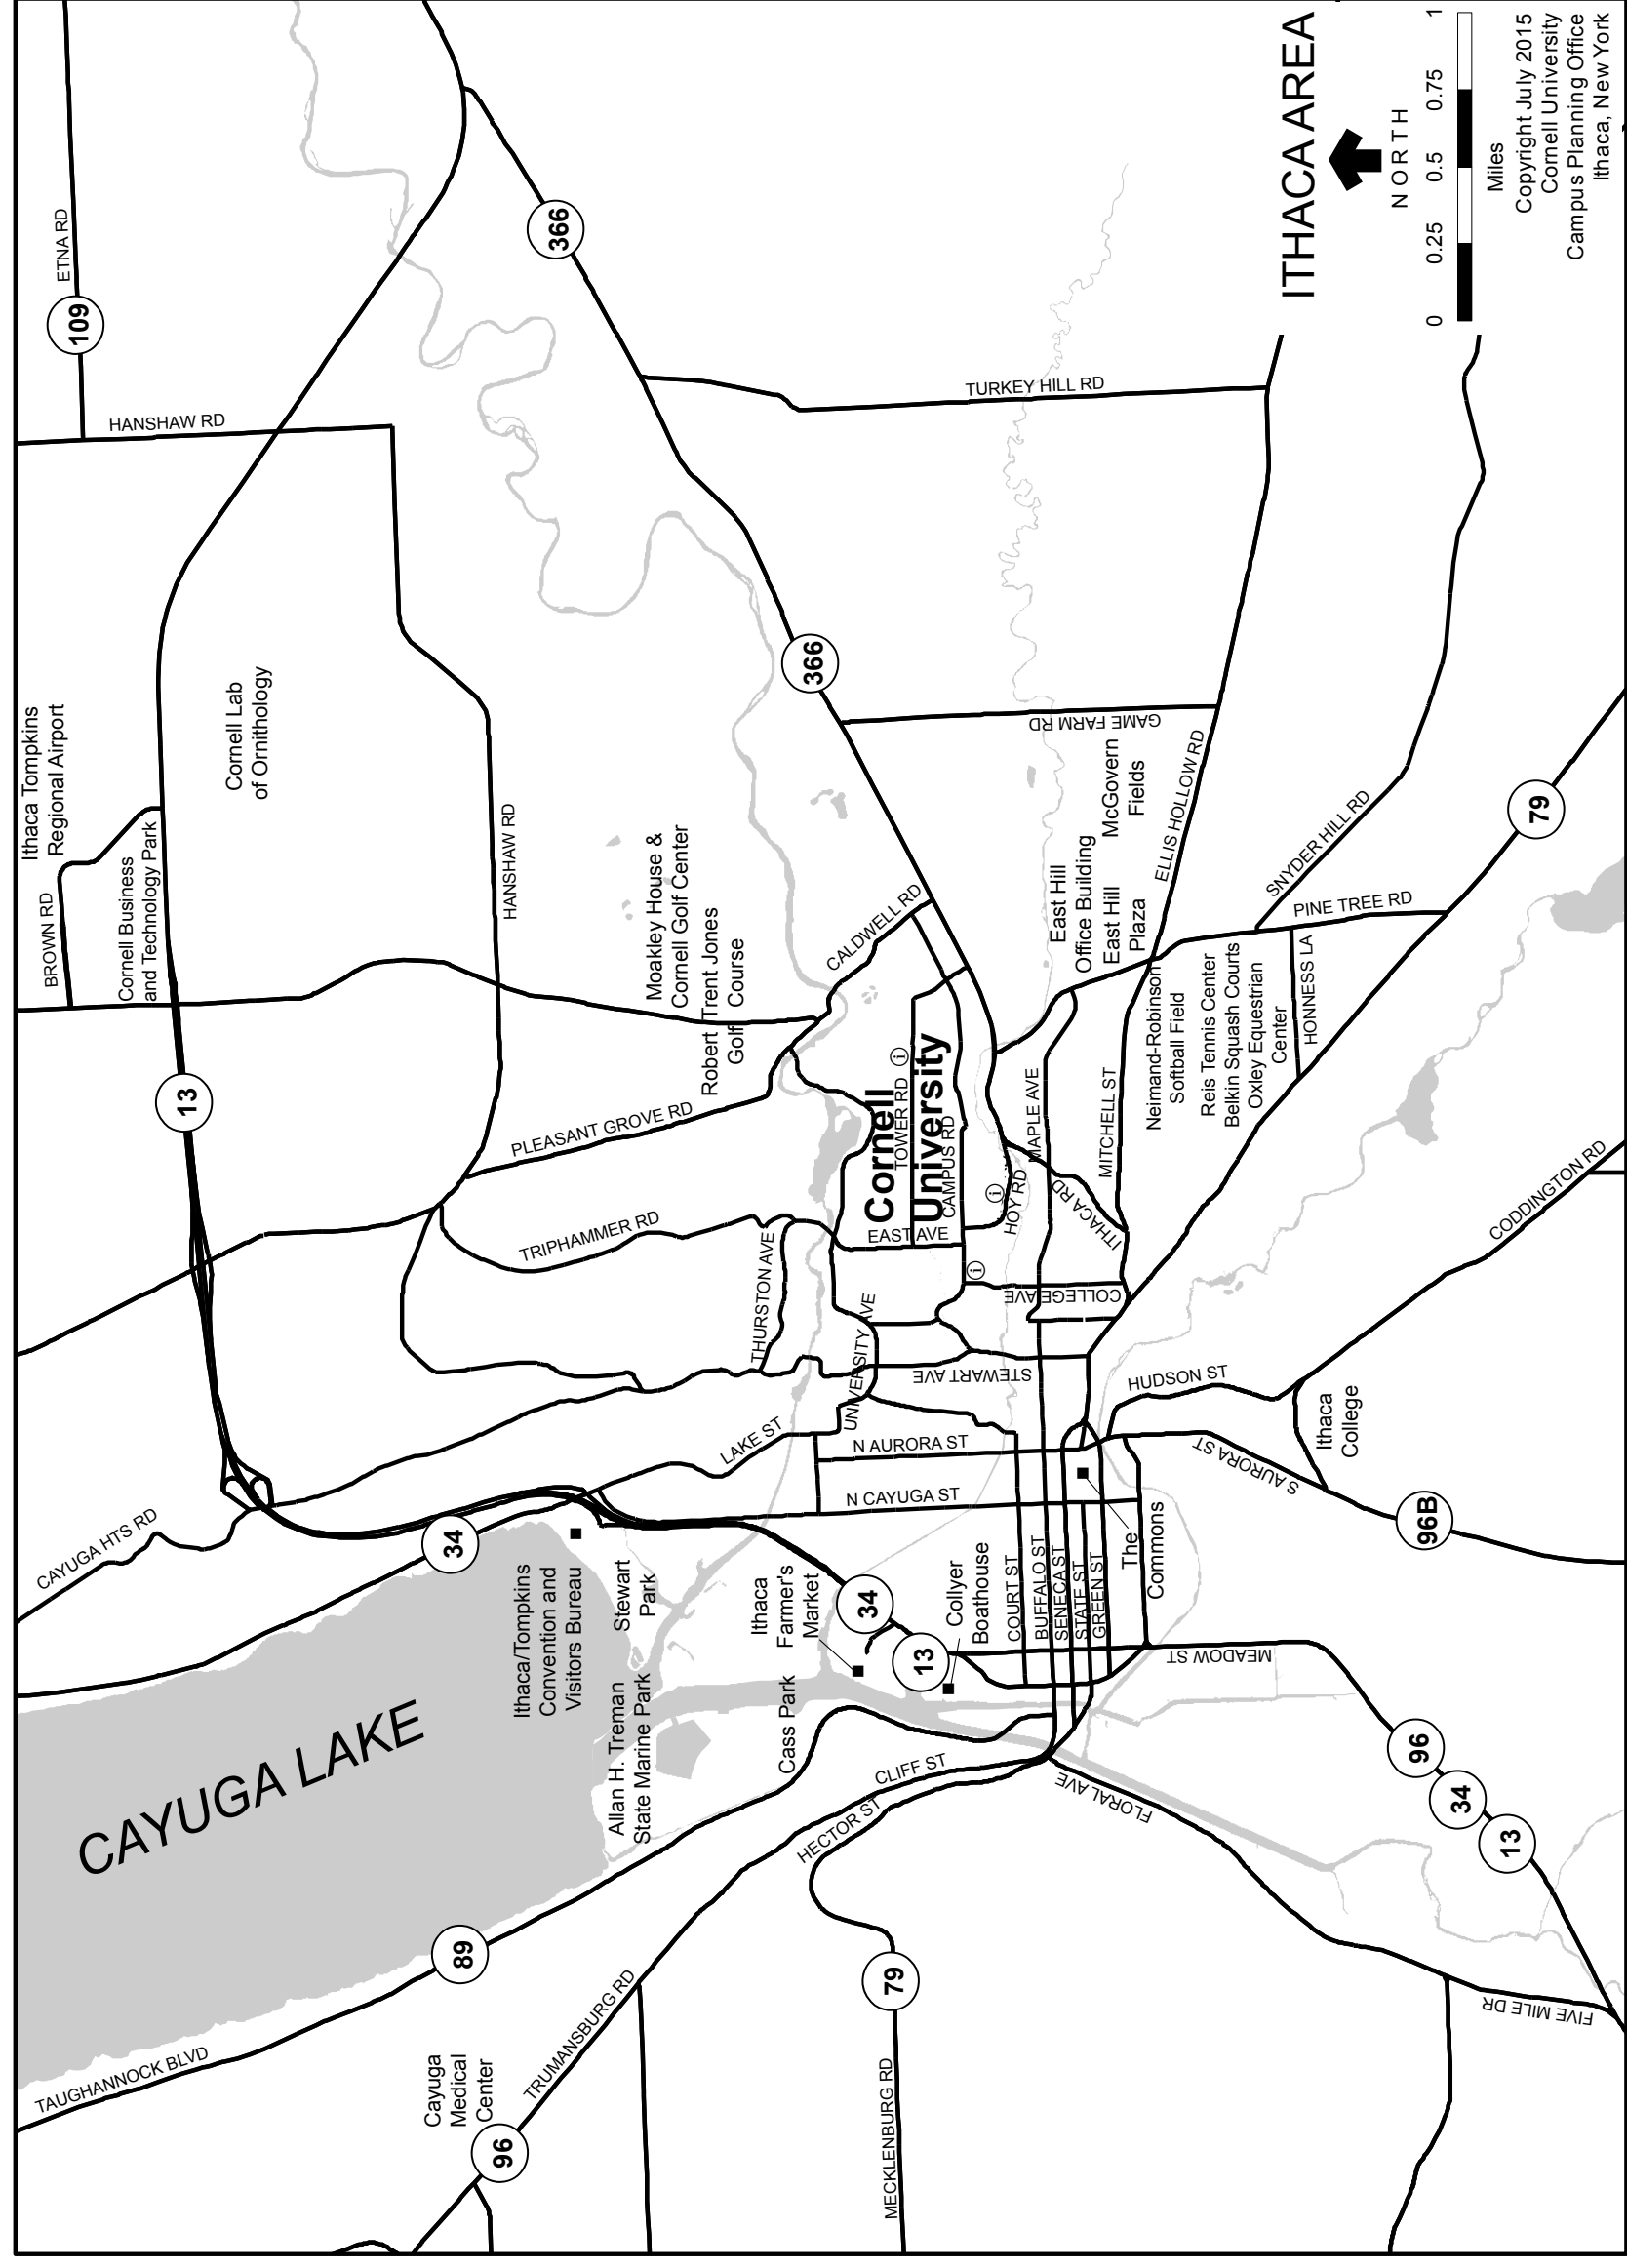 CAYUGA LAKE
TAUGHANNOCK BLVD
89
Cayuga
Medical
Center
96
TRUMANSBURG RD
79
MECKLENBURG RD
HECTOR ST
CLIFF ST
FLORAL AVE
FIVE MILE DR
96
34
13
MEADOW ST
Allan H. Treman
State Marine Park
Cass Park
Ithaca/Tompkins
Convention and
Visitors Bureau
Stewart
Park
Ithaca
Farmer's
Market
34
13
Collyer
Boathouse
COURT ST
BUFFALO ST
SENECA ST
STATE ST
GREEN ST
The
Commons
CAYUGA HTS RD
34
LAKE ST
N CAYUGA ST
N AURORA ST
S AURORA ST
96B
HUDSON ST
Ithaca
College
CODDINGTON RD
UNIVERSITY AVE
STEWART AVE
THURSTON AVE
TRIPHAMMER RD
PLEASANT GROVE RD
EAST AVE
COLLEGE AVE
Cornell
University
TOWER RD
CAMPUS RD
i
i
i
HOY RD
MAPLE AVE
ITHACA RD
MITCHELL ST
13
BROWN RD
Cornell Business
and Technology Park
Ithaca Tompkins
Regional Airport
Cornell Lab
of Ornithology
HANSHAW RD
Moakley House &
Cornell Golf Center
Robert Trent Jones
Golf Course
CALDWELL RD
366
GAME FARM RD
East Hill
Office Building
East Hill
Plaza
McGovern
Fields
ELLIS HOLLOW RD
Neimand-Robinson
Softball Field
Reis Tennis Center
Belkin Squash Courts
Oxley Equestrian
Center
HONNESS LA
PINE TREE RD
SNYDER HILL RD
79
HANSHAW RD
109
ETNA RD
366
TURKEY HILL RD
ITHACA AREA
NORTH
0 0.25 0.5 0.75 1
Miles
Copyright July 2015
Cornell University
Campus Planning Office
Ithaca, New York